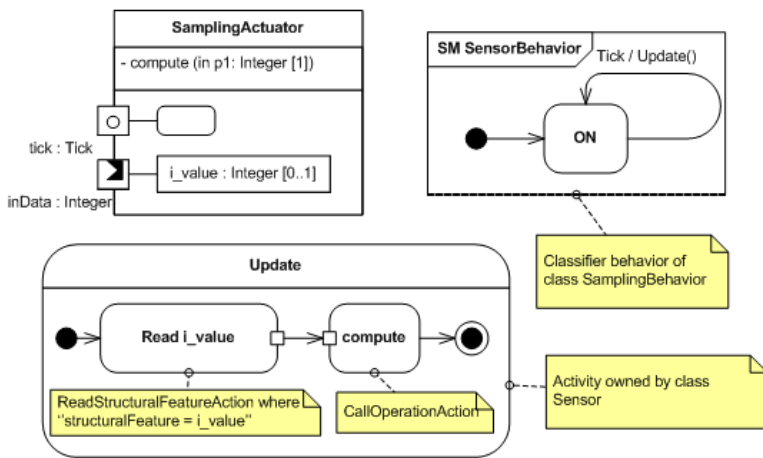 SamplingActuator
- compute (in p1: Integer [1])
tick : Tick
i_value : Integer [0..1]
inData : Integer
SM SensorBehavior
Tick / Update()
ON
Classifier behavior of
class SamplingBehavior
Update
Read i_value
compute
ReadStructuralFeatureAction where
‘'structuralFeature = i_value''
CallOperationAction
Activity owned by class
Sensor